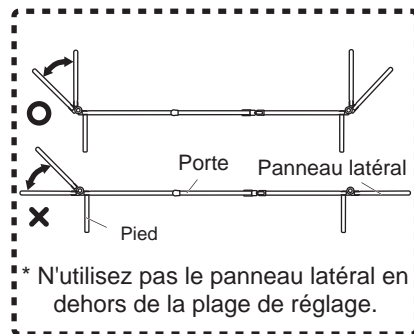 Porte
Panneau latéral
Pied
* N'utilisez pas le panneau latéral en
dehors de la plage de réglage.